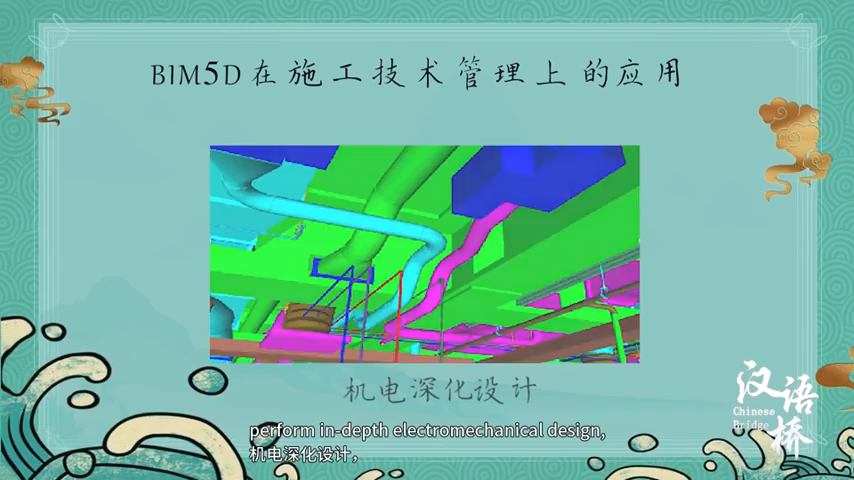 BIM5D在施工技术管理上的应用
机电深化设计
汉语桥
Chinese
Bridge
perform in-depth electromechanical design,
机电深化设计，